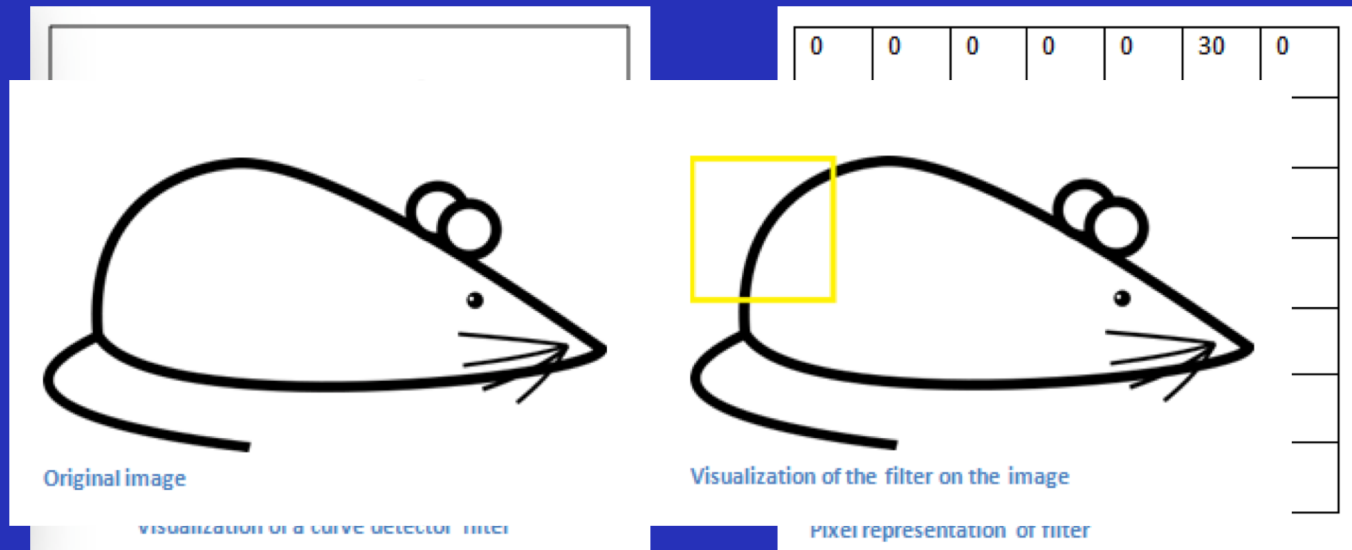 0 0 0 0 0 30 0
Original image
Visualization of the filter on the image
Visualization of a curve detector filter
Pixel representation of filter